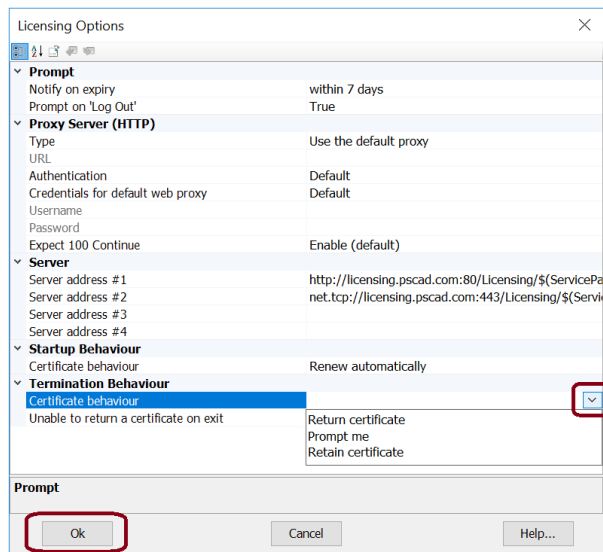 Licensing Options
Prompt
Notify on expiry within 7 days
Prompt on 'Log Out' True
Proxy Server (HTTP)
Type Use the default proxy
URL
Authentication Default
Credentials for default web proxy Default
Username
Password
Expect 100 Continue Enable (default)
Server
Server address #1 http://licensing.pscad.com:80/Licensing/$(ServicePa
Server address #2 net.tcp://licensing.pscad.com:443/Licensing/$(Servi
Server address #3
Server address #4
Startup Behaviour
Certificate behaviour Renew automatically
Termination Behaviour
Certificate behaviour
Unable to return a certificate on exit
Return certificate
Prompt me
Retain certificate
Prompt
Ok Cancel Help...